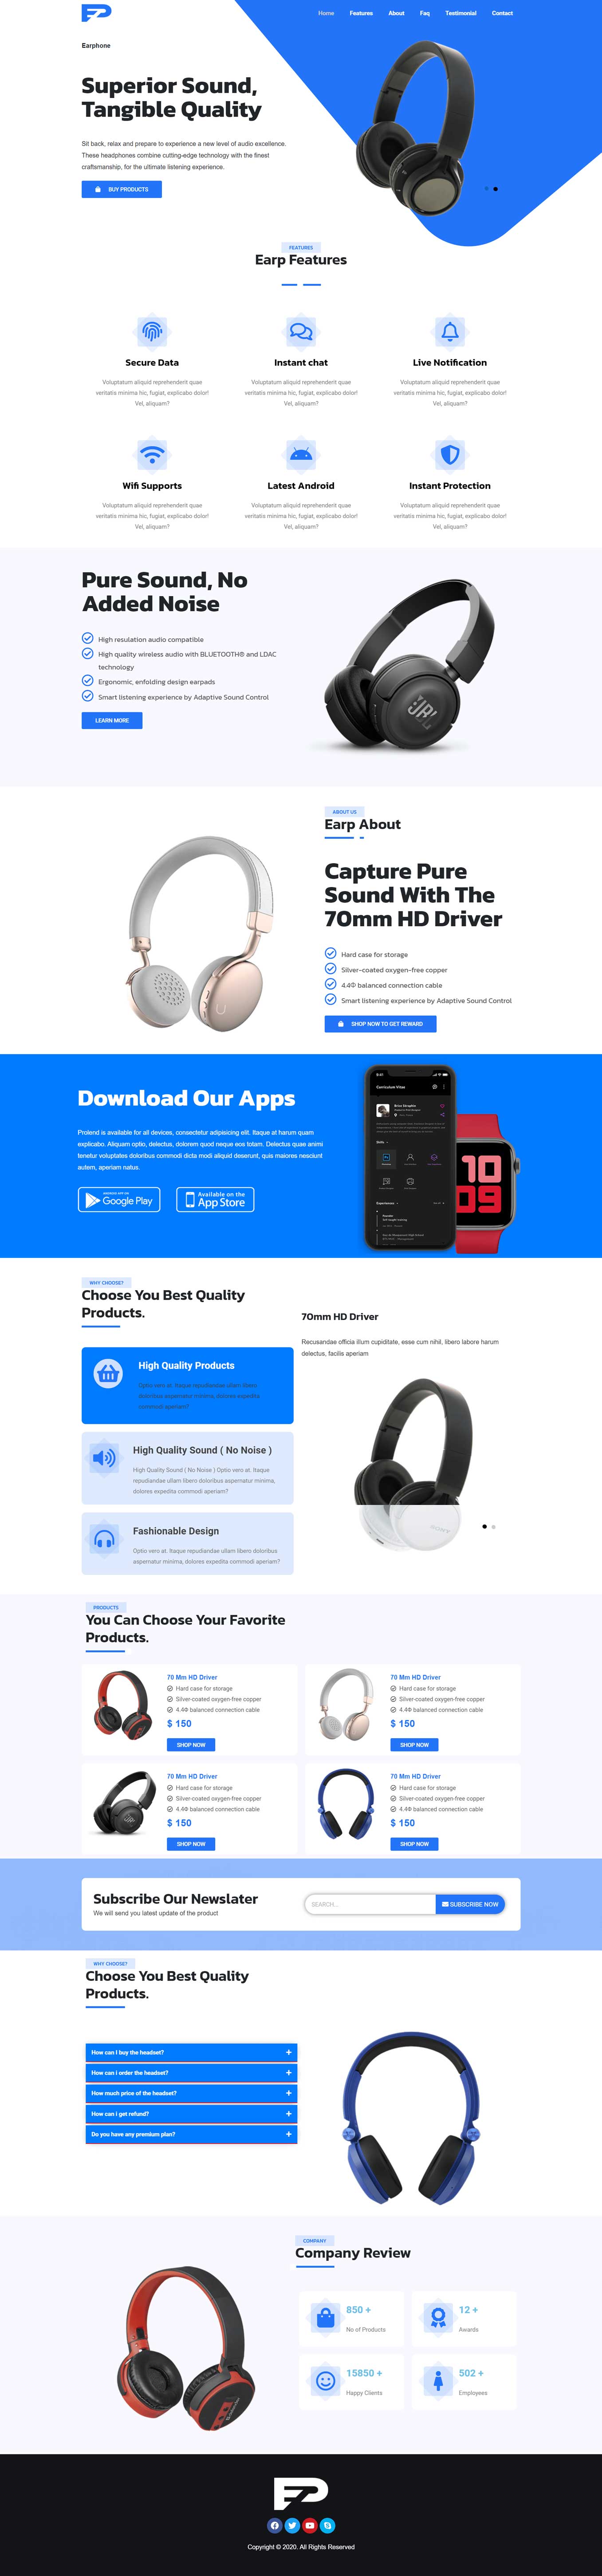 Home Features About Faq Testimonial Contact
Earphone
Superior Sound,
Tangible Quality
Sit back, relax and prepare to experience a new level of audio excellence.
These headphones combine cutting-edge technology with the finest
craftsmanship, for the ultimate listening experience.
BUY PRODUCTS
FEATURES
Earp Features
Secure Data
Voluptatum aliquid reprehenderit quae
veritatis minima hic, fugiat, explicabo dolor!
Vel, aliquam?
Instant chat
Voluptatum aliquid reprehenderit quae
veritatis minima hic, fugiat, explicabo dolor!
Vel, aliquam?
Live Notification
Voluptatum aliquid reprehenderit quae
veritatis minima hic, fugiat, explicabo dolor!
Vel, aliquam?
Wifi Supports
Voluptatum aliquid reprehenderit quae
veritatis minima hic, fugiat, explicabo dolor!
Vel, aliquam?
Latest Android
Voluptatum aliquid reprehenderit quae
veritatis minima hic, fugiat, explicabo dolor!
Vel, aliquam?
Instant Protection
Voluptatum aliquid reprehenderit quae
veritatis minima hic, fugiat, explicabo dolor!
Vel, aliquam?
Pure Sound, No
Added Noise
High resulation audio compatible
High quality wireless audio with BLUETOOTH® and LDAC
technology
Ergonomic, enfolding design earpads
Smart listening experience by Adaptive Sound Control
LEARN MORE
JBL
ABOUT US
Earp About
Capture Pure
Sound With The
70mm HD Driver
Hard case for storage
Silver-coated oxygen-free copper
4.4Φ balanced connection cable
Smart listening experience by Adaptive Sound Control
SHOP NOW TO GET REWARD
Download Our Apps
Prolend is available for all devices, consectetur adipisicing elit. Itaque at harum quam
explicabo. Aliquam optio, delectus, dolorem quod neque eos totam. Delectus quae animi
tenetur voluptates doloribus commodi dicta modi aliquid deserunt, quis maiores nesciunt
autem, aperiam natus.
ANDROID APP ON
Google Play
Available on the
App Store
9:41
Curriculum Vitae
Skills
Experiences
10
09
WHY CHOOSE?
Choose You Best Quality
Products.
High Quality Products
Optio vero at. Itaque repudiandae ullam libero
doloribus aspernatur minima, dolores expedita
commodi aperiam?
High Quality Sound ( No Noise )
High Quality Sound ( No Noise ) Optio vero at. Itaque
repudiandae ullam libero doloribus aspernatur minima,
dolores expedita commodi aperiam?
Fashionable Design
Optio vero at. Itaque repudiandae ullam libero doloribus
aspernatur minima, dolores expedita commodi aperiam?
70mm HD Driver
Recusandae officia illum cupiditate, esse cum nihil, libero labore harum
delectus, facilis aperiam
SONY
PRODUCTS
You Can Choose Your Favorite
Products.
70 Mm HD Driver
Hard case for storage
Silver-coated oxygen-free copper
4.4Φ balanced connection cable
$ 150
SHOP NOW
70 Mm HD Driver
Hard case for storage
Silver-coated oxygen-free copper
4.4Φ balanced connection cable
$ 150
SHOP NOW
JBL
70 Mm HD Driver
Hard case for storage
Silver-coated oxygen-free copper
4.4Φ balanced connection cable
$ 150
SHOP NOW
70 Mm HD Driver
Hard case for storage
Silver-coated oxygen-free copper
4.4Φ balanced connection cable
$ 150
SHOP NOW
Subscribe Our Newslater
We will send you latest update of the product
SEARCH...
SUBSCRIBE NOW
WHY CHOOSE?
Choose You Best Quality
Products.
How can I buy the headset?
How can i order the headset?
How much price of the headset?
How can i get refund?
Do you have any premium plan?
COMPANY
Company Review
850 +
No of Products
12 +
Awards
15850 +
Happy Clients
502 +
Employees
Copyright © 2020. All Rights Reserved